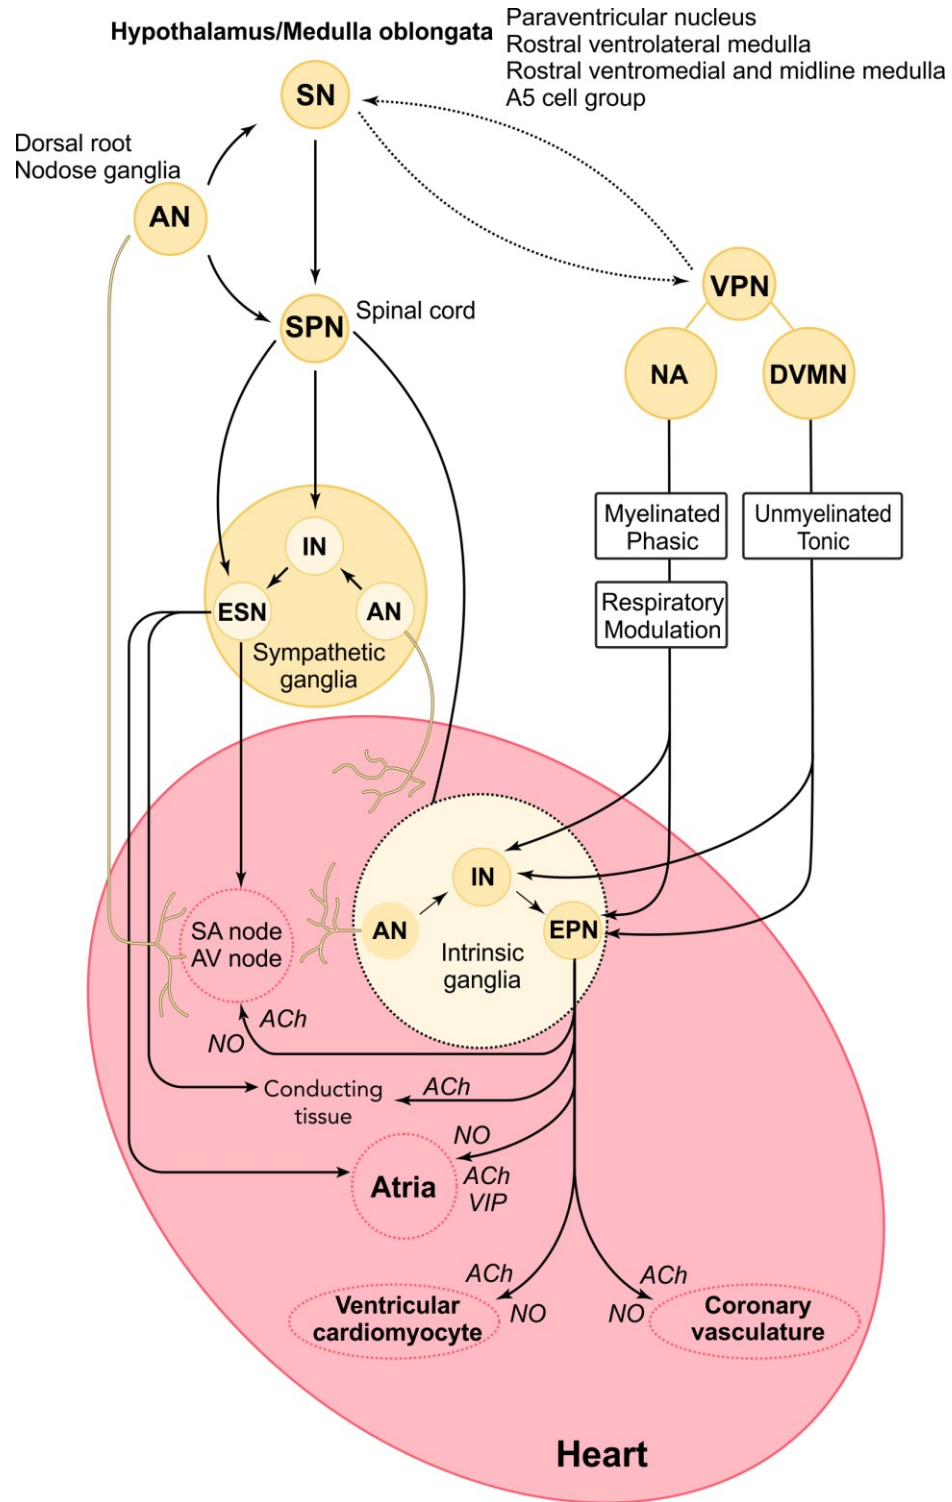 Hypothalamus/Medulla oblongata
Paraventricular nucleus
Rostral ventrolateral medulla
Rostral ventromedial and midline medulla
A5 cell group
SN
Dorsal root
Nodose ganglia
AN
VPN
SPN
Spinal cord
NA
DVMN
Myelinated
Phasic
Unmyelinated
Tonic
Respiratory
Modulation
IN
ESN
AN
Sympathetic
ganglia
IN
AN
EPN
Intrinsic
ganglia
SA node
AV node
ACh
NO
Conducting
tissue
ACh
NO
Atria
ACh
VIP
ACh
NO
Ventricular
cardiomyocyte
ACh
NO
Coronary
vasculature
Heart